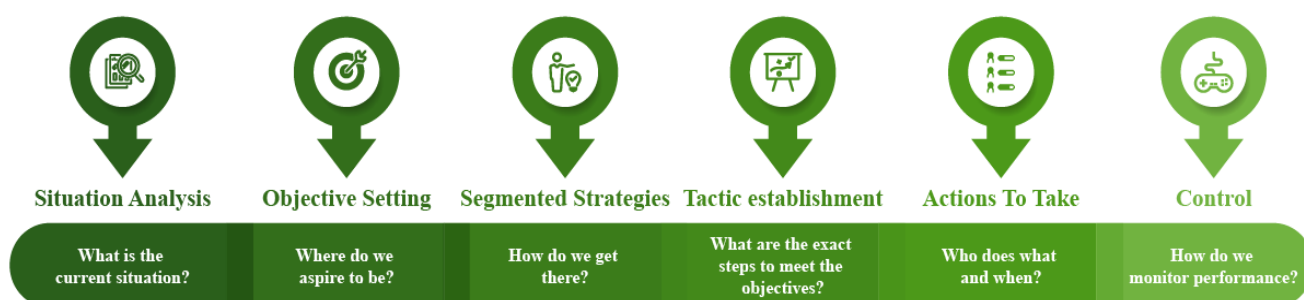 Situation Analysis
Objective Setting
Segmented Strategies
Tactic establishment
Actions To Take
Control
What is the
current situation?
Where do we
aspire to be?
How do we get
there?
What are the exact
steps to meet the
objectives?
Who does what
and when?
How do we
monitor performance?